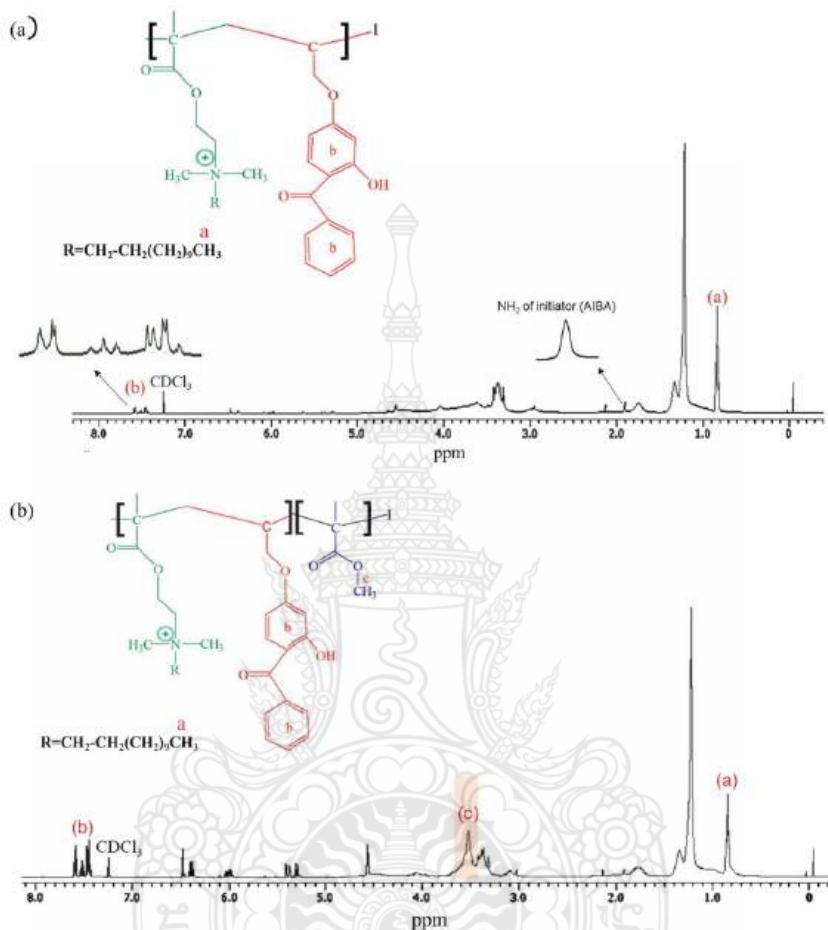 (a)
[ C ] C I
O C
O
O
b
H₃C N⊕ CH₃
OH
R
O
a
R=CH₂-CH₂(CH₂)₉CH₃
b
NH₂ of initiator (AIBA)
(a)
(b) CDCl₃
8.0 7.0 6.0 5.0 4.0 3.0 2.0 1.0 0
ppm
(b)
[ C C ][ C ] I
O C
O
O
O C
O c
CH₃
b
H₃C N⊕ CH₃
OH
R
O
a
R=CH₂-CH₂(CH₂)₉CH₃
b
(c)
(a)
(b) CDCl₃
8.0 7.0 6.0 5.0 4.0 3.0 2.0 1.0 0
ppm